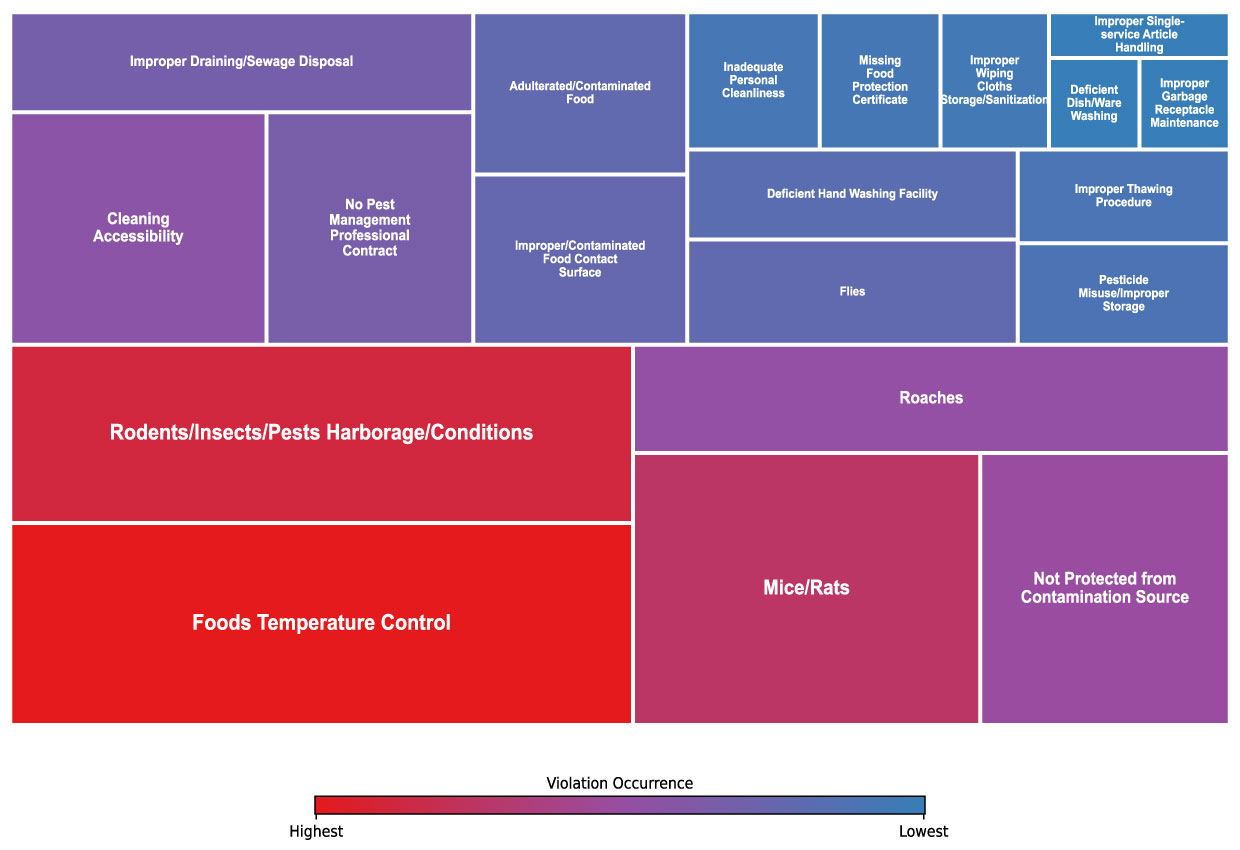 Improper Draining/Sewage Disposal
Cleaning
Accessibility
No Pest
Management
Professional
Contract
Adulterated/Contaminated
Food
Improper/Contaminated
Food Contact
Surface
Inadequate
Personal
Cleanliness
Missing
Food
Protection
Certificate
Improper
Wiping
Cloths
Storage/Sanitization
Improper Single-
service Article
Handling
Deficient
Dish/Ware
Washing
Improper
Garbage
Receptacle
Maintenance
Deficient Hand Washing Facility
Flies
Improper Thawing
Procedure
Pesticide
Misuse/Improper
Storage
Rodents/Insects/Pests Harborage/Conditions
Foods Temperature Control
Roaches
Mice/Rats
Not Protected from
Contamination Source
Violation Occurrence
Highest
Lowest